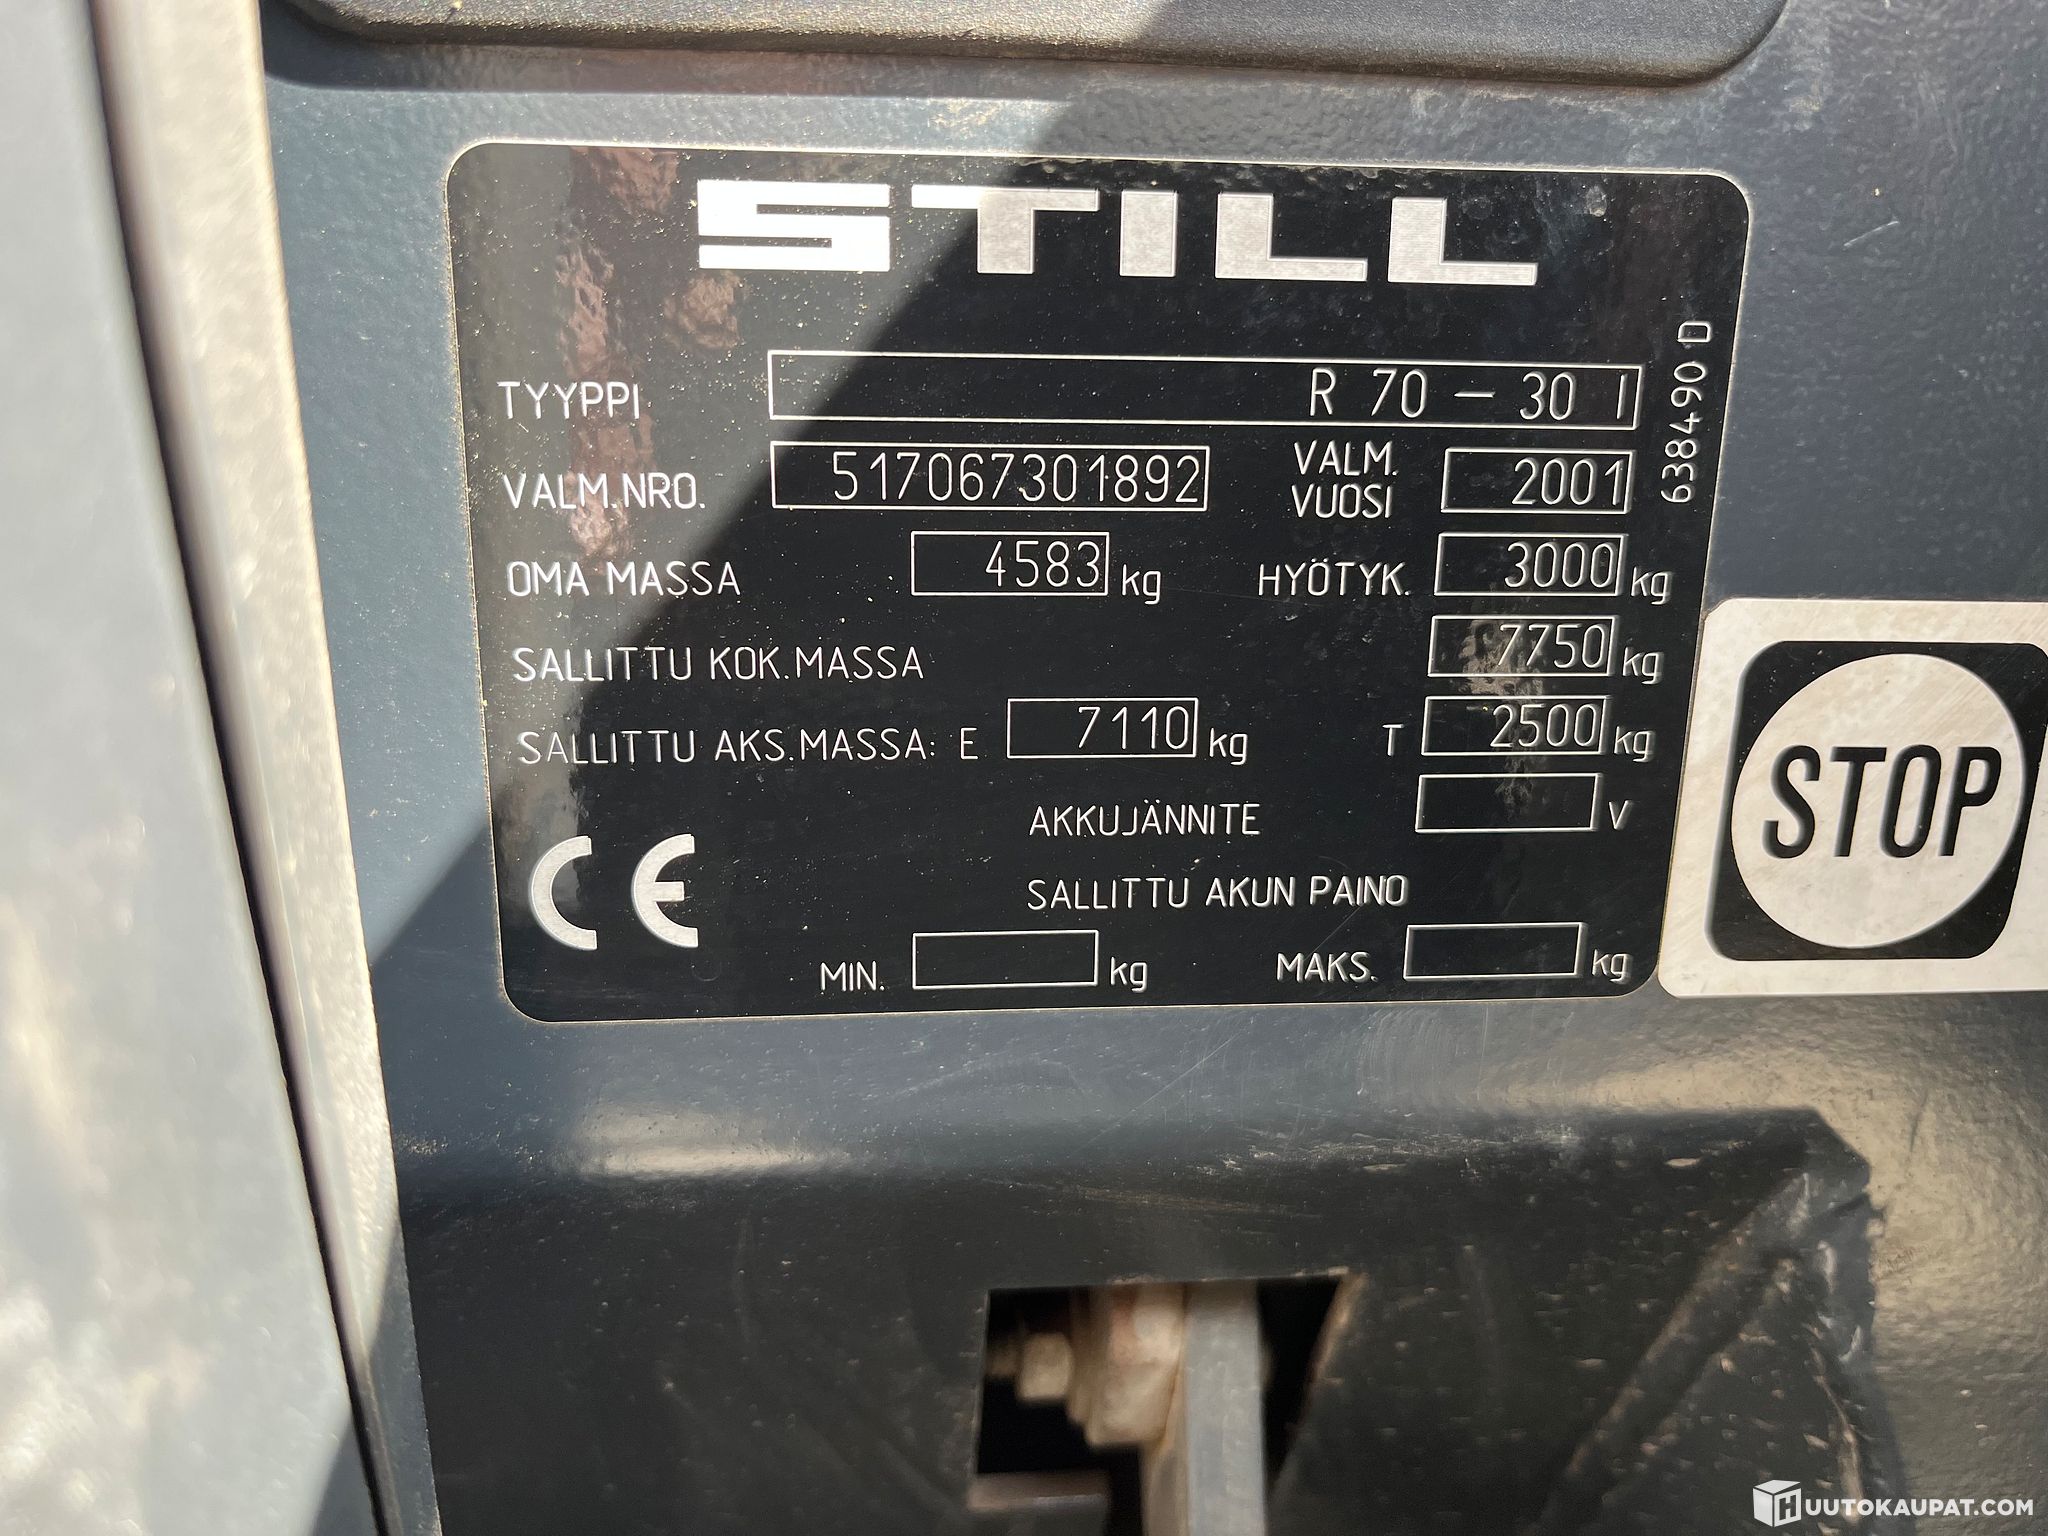 STILL
TYYPPI R 70 - 30 I
VALM.NRO. 517067301892 VALM. VUOSI 2001
OMA MASSA 4583 kg HYÖTYK. 3000 kg
SALLITTU KOK.MASSA 7750 kg
SALLITTU AKS.MASSA: E 7110 kg T 2500 kg
AKKUJÄNNITE V
SALLITTU AKUN PAINO
MIN. kg MAKS. kg
CE
638490 D
STOP
HUUTOKAUPAT.COM